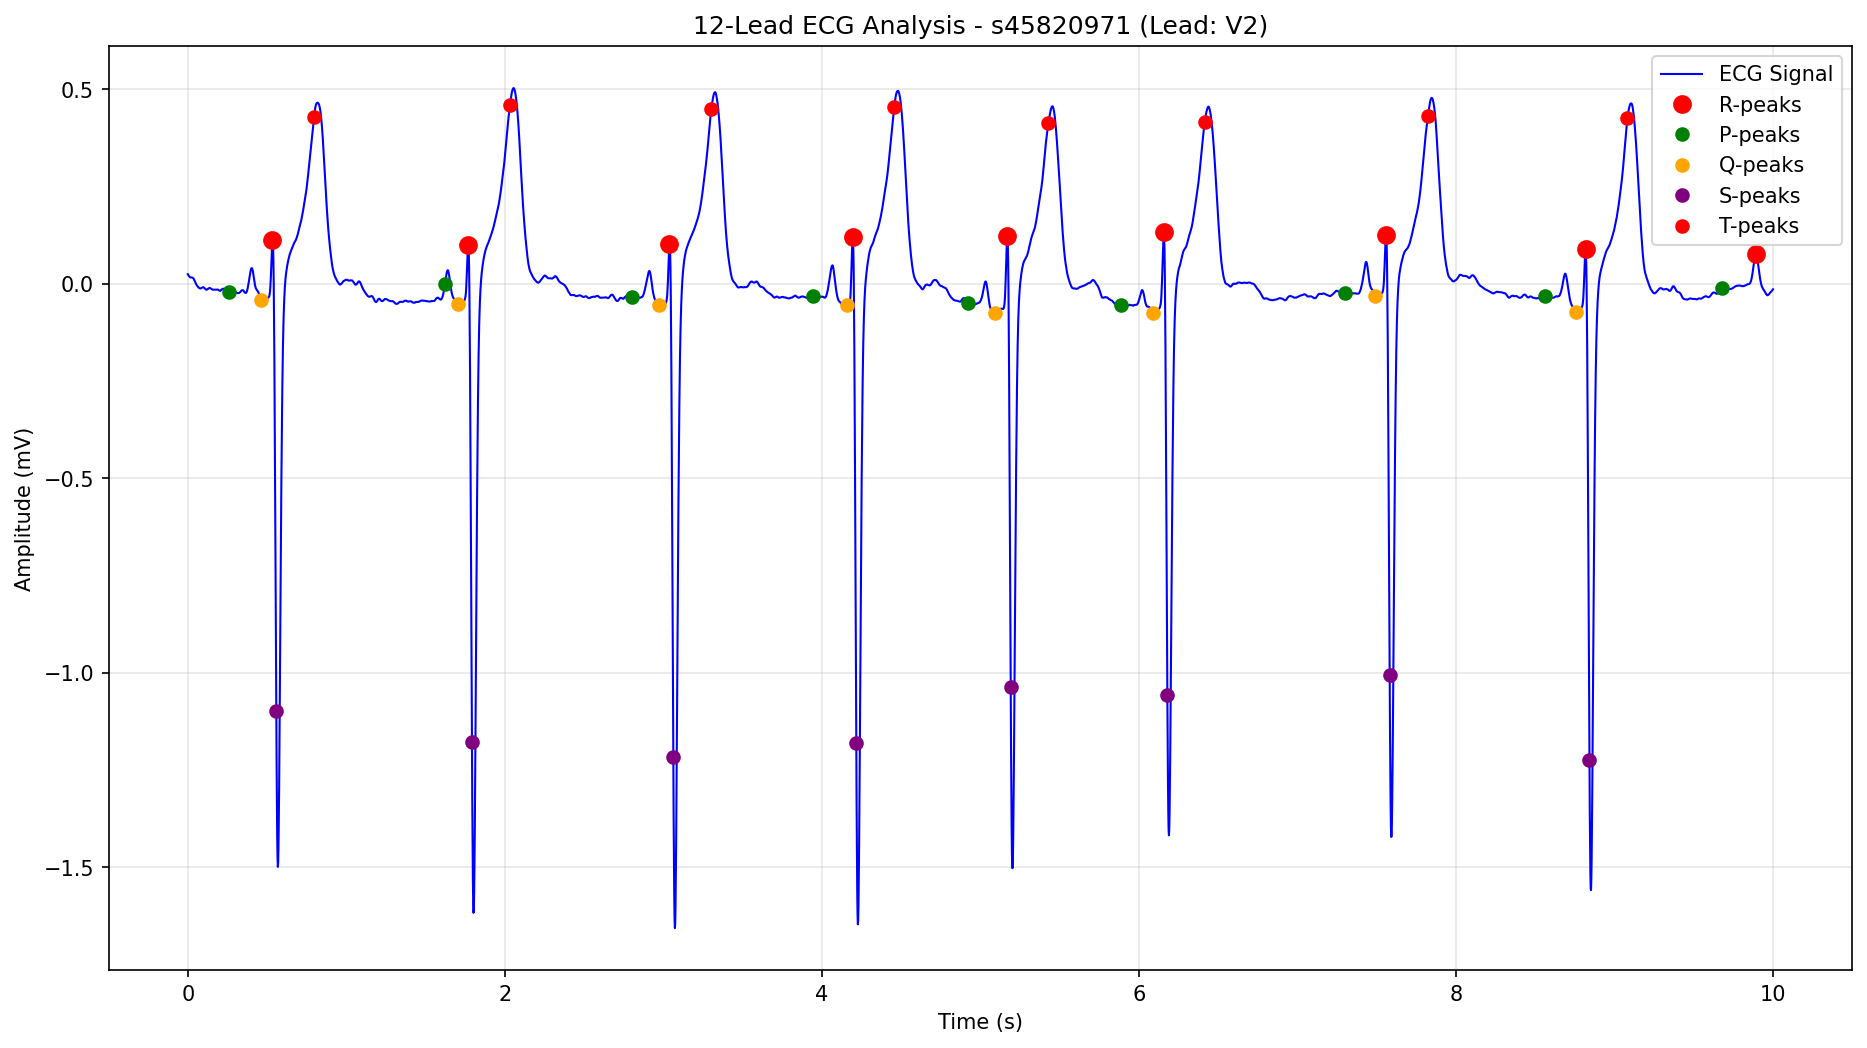 12-Lead ECG Analysis - s45820971 (Lead: V2)
ECG Signal
R-peaks
P-peaks
Q-peaks
S-peaks
T-peaks
Amplitude (mV)
0.5
0.0
−0.5
−1.0
−1.5
0 2 4 6 8 10
Time (s)